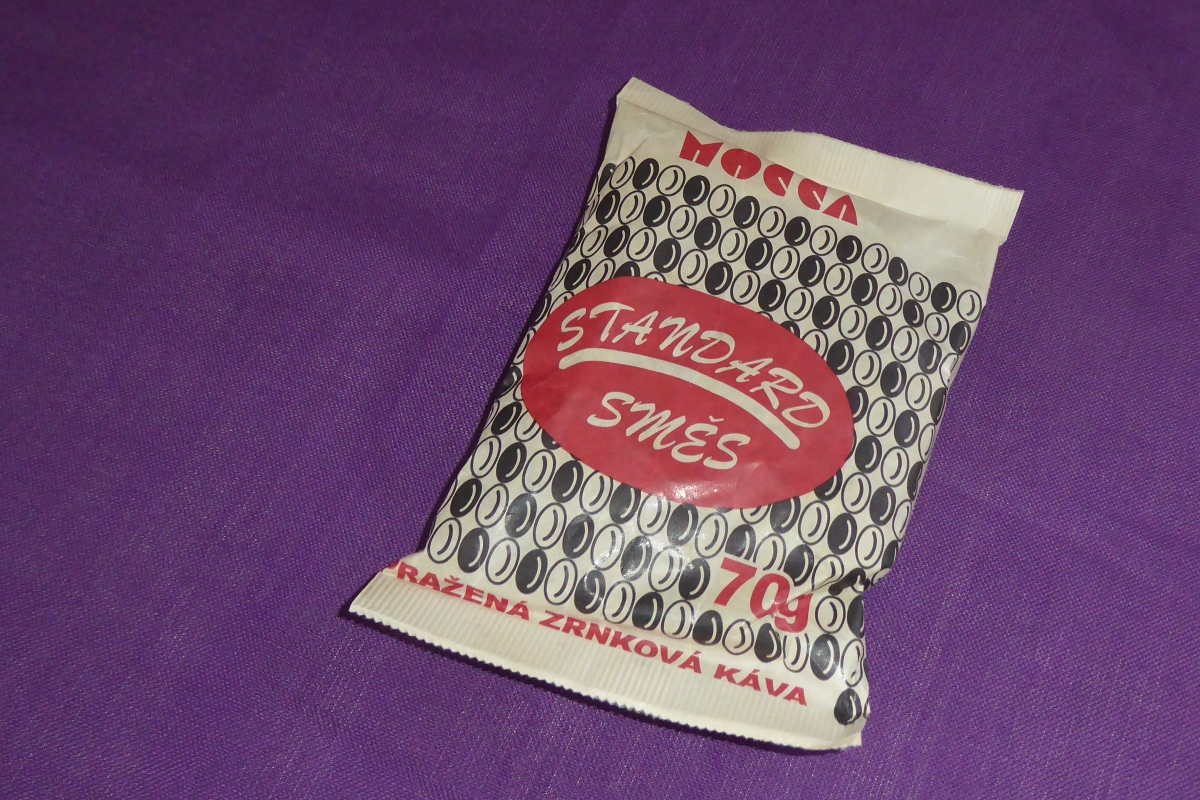 MOCCA
STANDARD
SMĚS
70g
PRAŽENÁ ZRNKOVÁ KÁVA